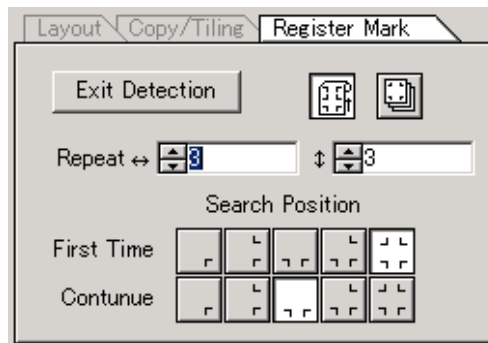 Layout Copy/Tiling Register Mark
Exit Detection
Repeat ↔ 3 ↕ 3
Search Position
First Time
Contunue